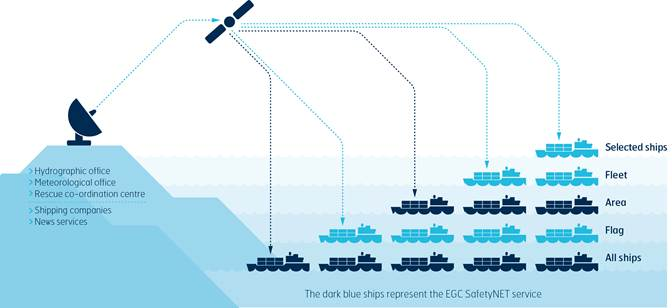 > Hydrographic office
> Meteorological office
> Rescue co-ordination centre
> Shipping companies
> News services
Selected ships
Fleet
Area
Flag
All ships
The dark blue ships represent the EGC SafetyNET service